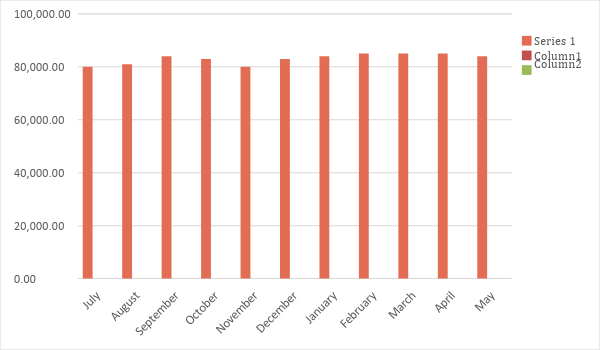 100,000.00
80,000.00
60,000.00
40,000.00
20,000.00
0.00
July
August
September
October
November
December
January
February
March
April
May
Series 1
Column1
Column2